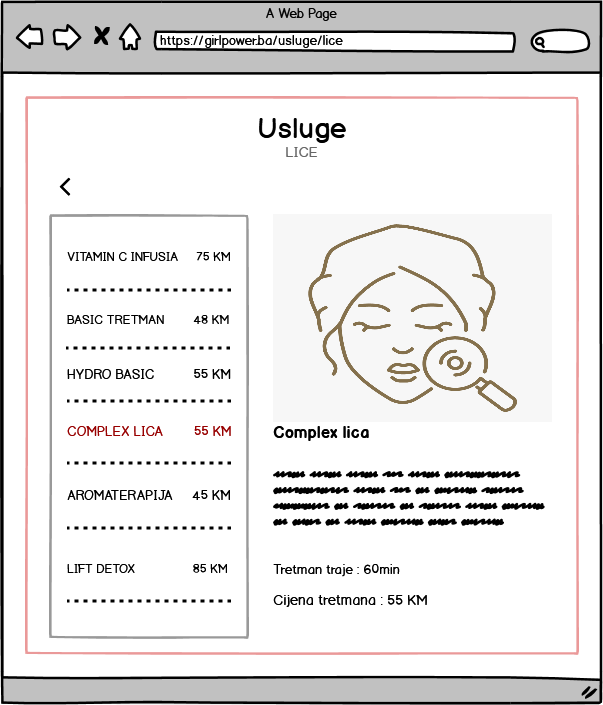 A Web Page
https://girlpower.ba/usluge/lice
Usluge
LICE
VITAMIN C INFUSIA 75 KM
BASIC TRETMAN 48 KM
HYDRO BASIC 55 KM
COMPLEX LICA 55 KM
AROMATERAPIJA 45 KM
LIFT DETOX 85 KM
Complex lica
Tretman traje : 60min
Cijena tretmana : 55 KM